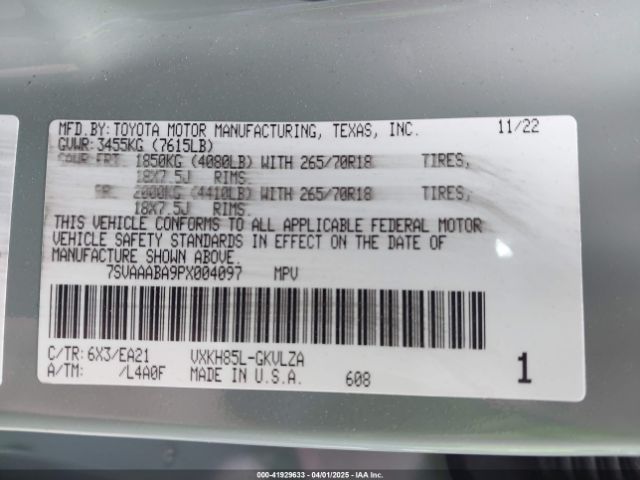 MFD.BY: TOYOTA MOTOR MANUFACTURING, TEXAS, INC. 11/22
GVWR: 3455KG (7615LB)
GAWR FRT 1850KG (4080LB) WITH 265/70R18 TIRES,
18X7.5J RIMS.
RR 2000KG (4410LB) WITH 265/70R18 TIRES,
18X7.5J RIMS.
THIS VEHICLE CONFORMS TO ALL APPLICABLE FEDERAL MOTOR
VEHICLE SAFETY STANDARDS IN EFFECT ON THE DATE OF
MANUFACTURE SHOWN ABOVE.
7SVAAABA9PX004097 MPV
C/TR: 6X3/EA21 VXKH85L-GKVLZA
A/TM: /L4A0F MADE IN U.S.A. 608 1
000-41929633 - 04/01/2025 - IAA Inc.